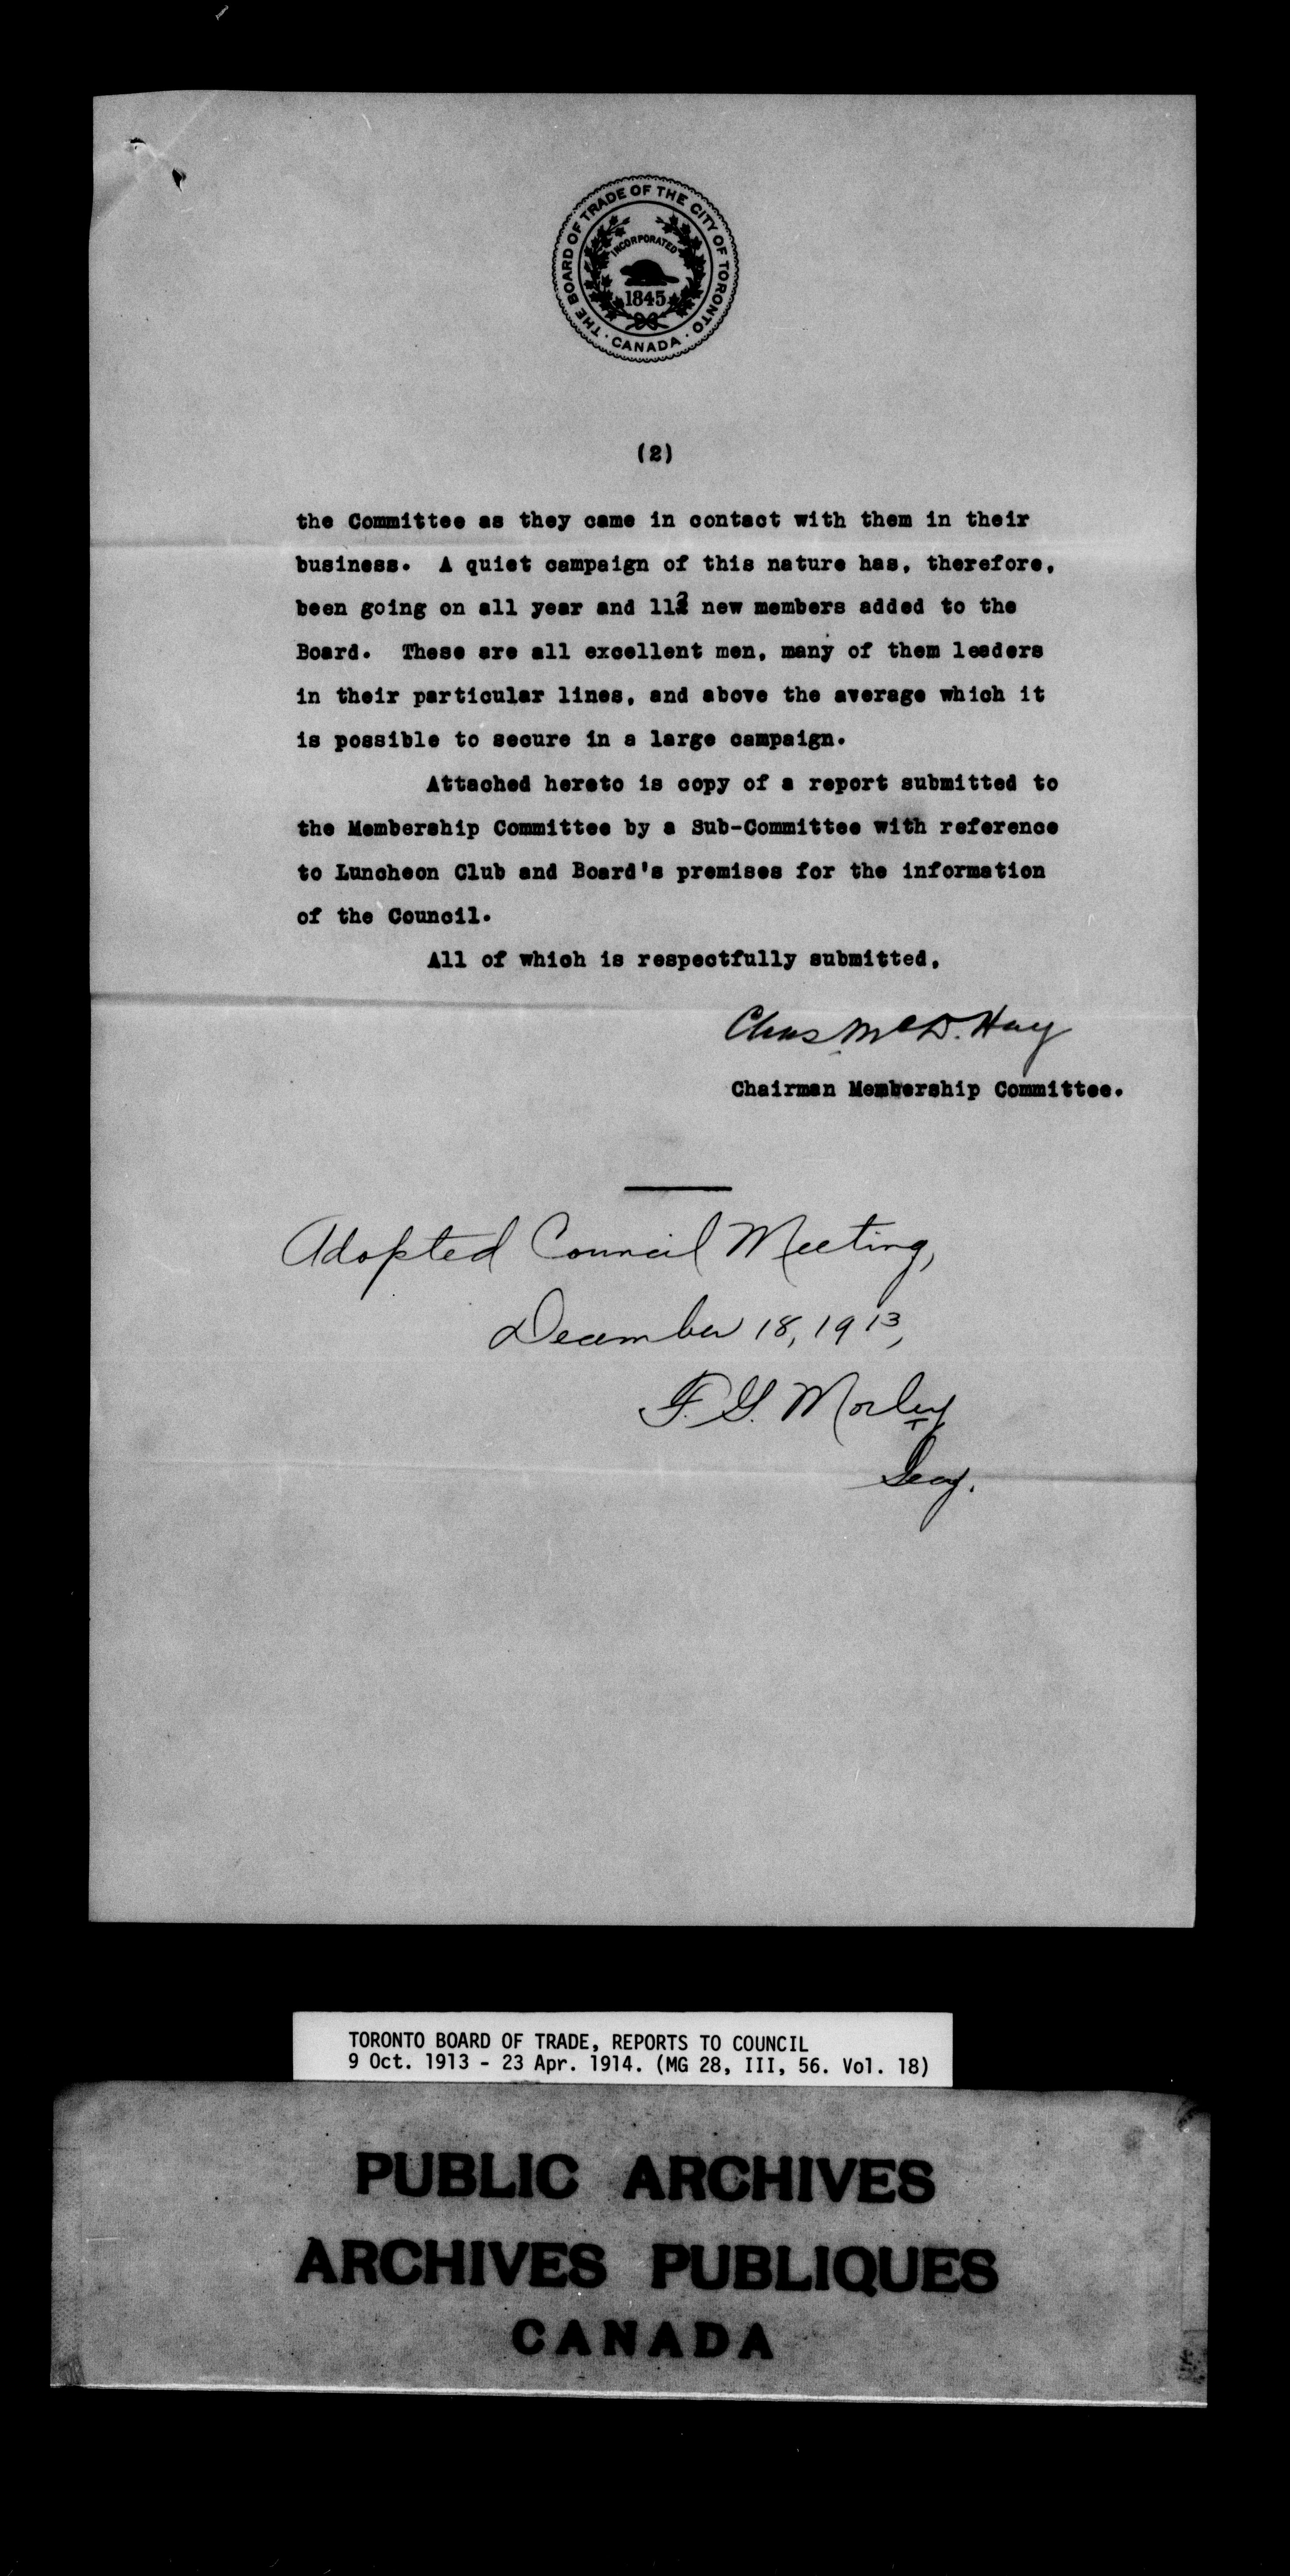 THE BOARD OF TRADE OF THE CITY OF TORONTO
· CANADA ·
INCORPORATED
1845
(2)
the Committee as they came in contact with them in their
business. A quiet campaign of this nature has, therefore,
been going on all year and 112 new members added to the
Board. These are all excellent men, many of them leaders
in their particular lines, and above the average which it
is possible to secure in a large campaign.
Attached hereto is copy of a report submitted to
the Membership Committee by a Sub-Committee with reference
to Luncheon Club and Board's premises for the information
of the Council.
All of which is respectfully submitted,
Chas McD. Hay
Chairman Membership Committee.
Adopted Council Meeting,
December 18, 1913,
F. G. Morley
Secy.
TORONTO BOARD OF TRADE, REPORTS TO COUNCIL
9 Oct. 1913 - 23 Apr. 1914. (MG 28, III, 56. Vol. 18)
PUBLIC ARCHIVES
ARCHIVES PUBLIQUES
CANADA